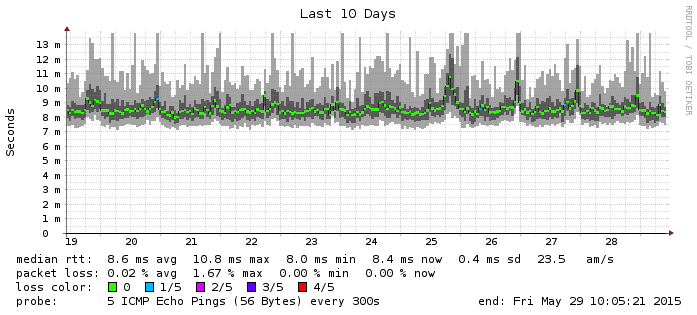 Last 10 Days
RRDTOOL / TOBI OETIKER
Seconds
13 m
12 m
11 m
10 m
9 m
8 m
7 m
6 m
5 m
4 m
3 m
2 m
1 m
0
19 20 21 22 23 24 25 26 27 28
median rtt: 8.6 ms avg 10.8 ms max 8.0 ms min 8.4 ms now 0.4 ms sd 23.5 am/s
packet loss: 0.02 % avg 1.67 % max 0.00 % min 0.00 % now
loss color: 0 1/5 2/5 3/5 4/5
probe: 5 ICMP Echo Pings (56 Bytes) every 300s end: Fri May 29 10:05:21 2015